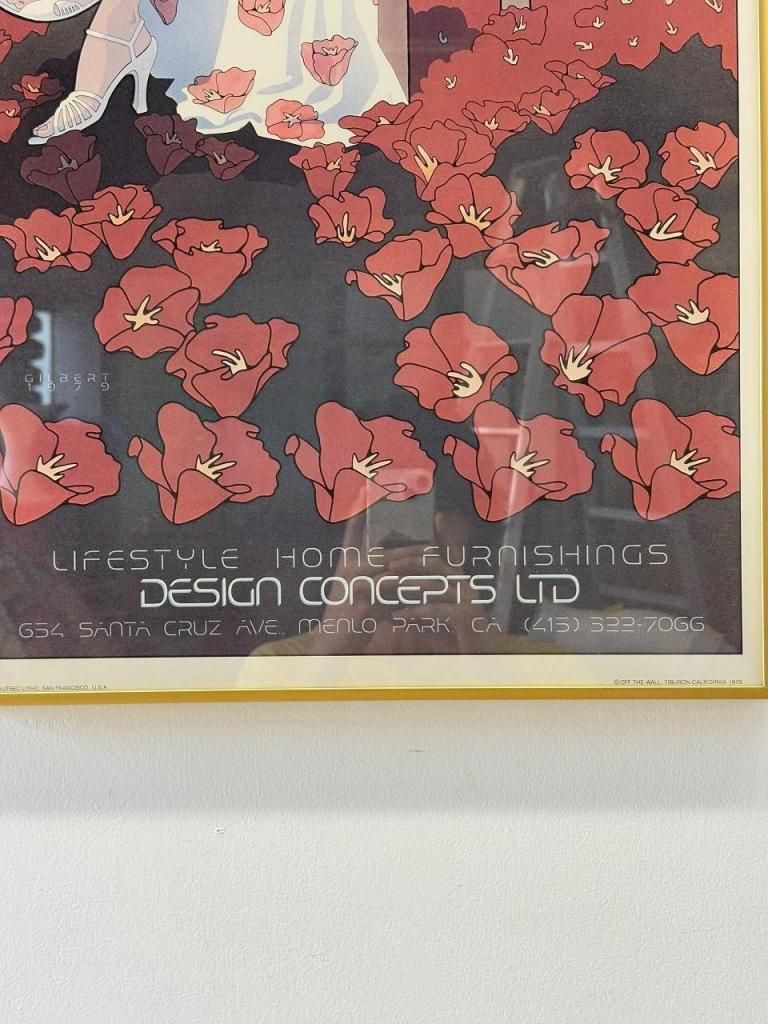 GILBERT
1979
LIFESTYLE HOME FURNISHINGS
DESIGN CONCEPTS LTD
654 SANTA CRUZ AVE, MENLO PARK, CA (415) 322-7066
LITHO, SAN FRANCISCO, U.S.A.
©OFF THE WALL, TIBURON CALIFORNIA 1979